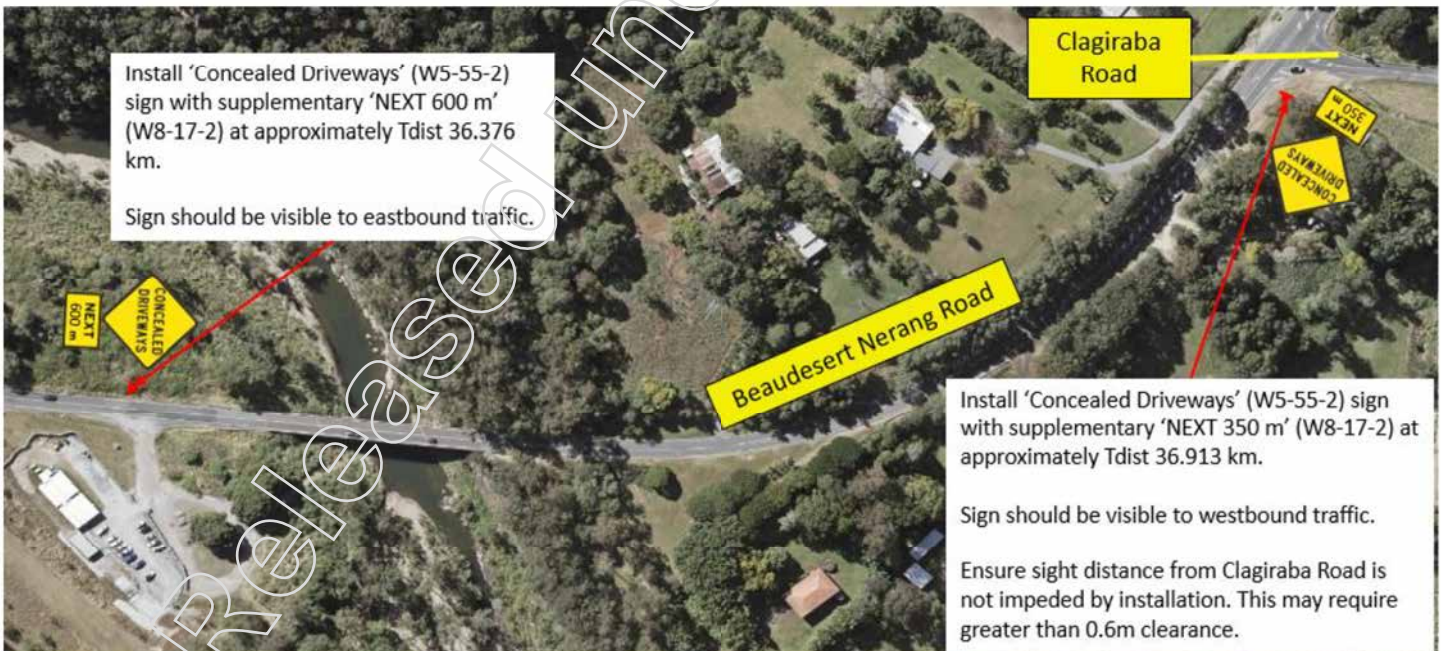 Install 'Concealed Driveways' (W5-55-2)
sign with supplementary 'NEXT 600 m'
(W8-17-2) at approximately Tdist 36.376
km.
Sign should be visible to eastbound traffic.
Clagiraba
Road
NEXT
350 m
CONCEALED
DRIVEWAYS
CONCEALED
DRIVEWAYS
NEXT
600 m
Beaudesert Nerang Road
Install 'Concealed Driveways' (W5-55-2) sign
with supplementary 'NEXT 350 m' (W8-17-2) at
approximately Tdist 36.913 km.
Sign should be visible to westbound traffic.
Ensure sight distance from Clagiraba Road is
not impeded by installation. This may require
greater than 0.6m clearance.
Released un